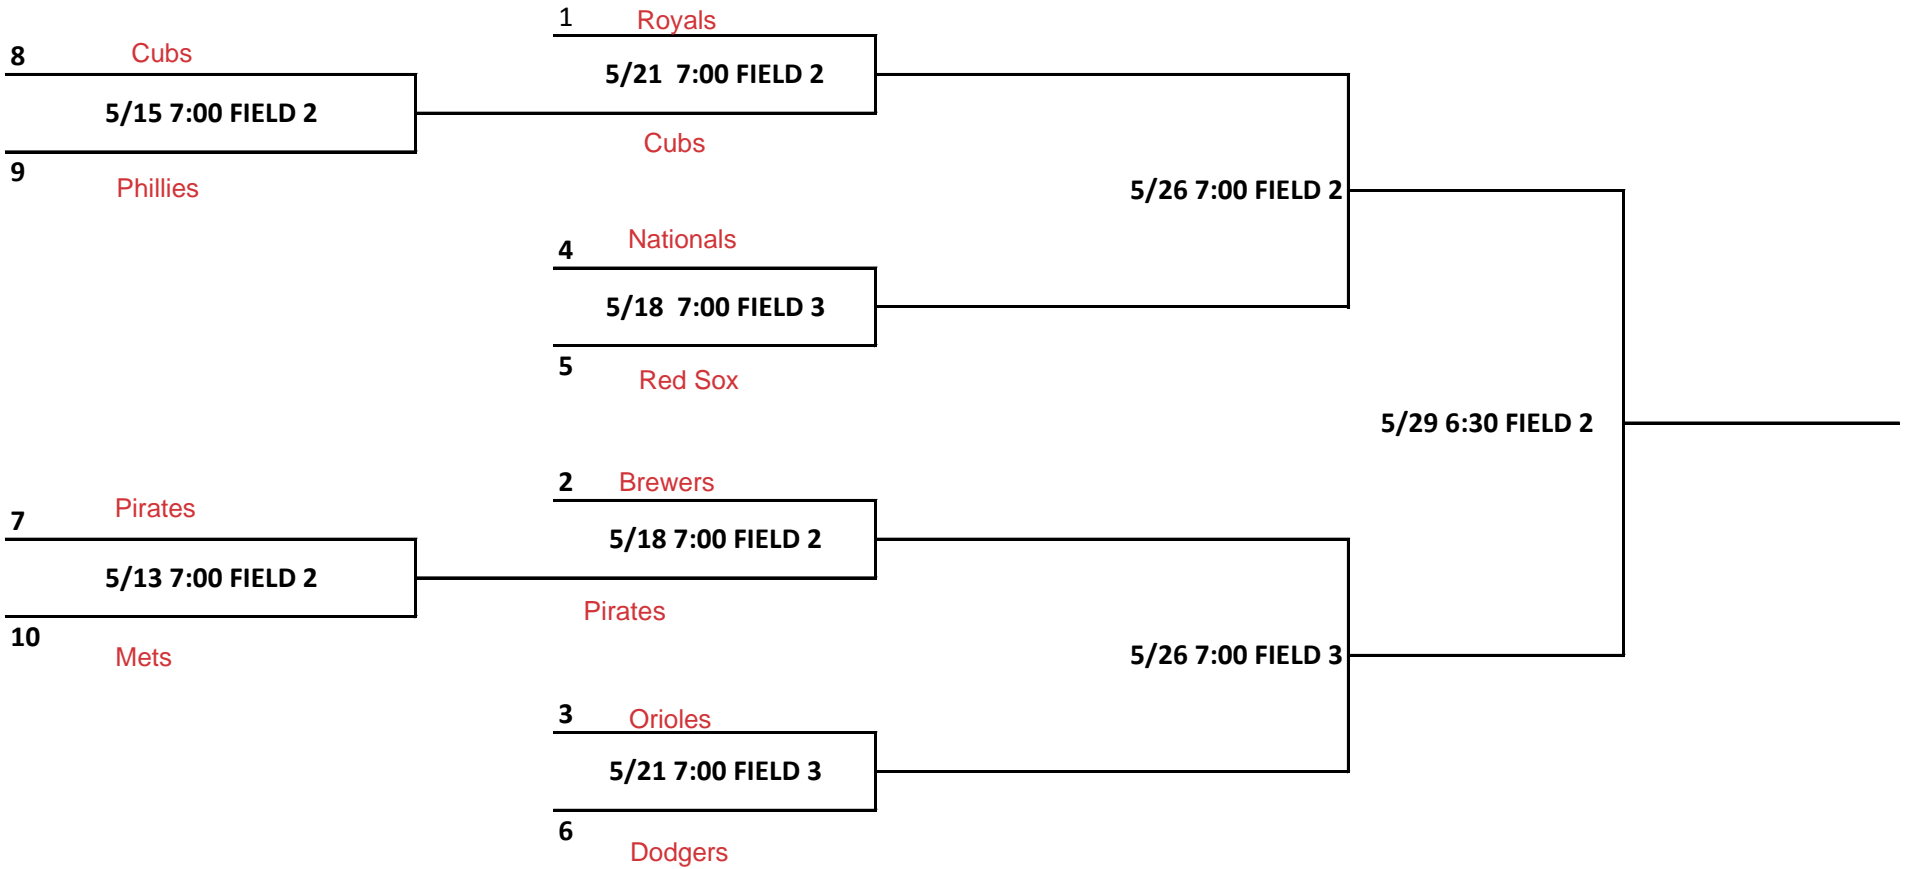 1 Royals
8 Cubs
5/21  7:00 FIELD 2
5/15 7:00 FIELD 2
Cubs
9
Phillies
5/26 7:00 FIELD 2
4 Nationals
5/18  7:00 FIELD 3
5
Red Sox
5/29 6:30 FIELD 2
2 Brewers
7 Pirates
5/18 7:00 FIELD 2
5/13 7:00 FIELD 2
Pirates
10
Mets
5/26 7:00 FIELD 3
3 Orioles
5/21 7:00 FIELD 3
6
Dodgers